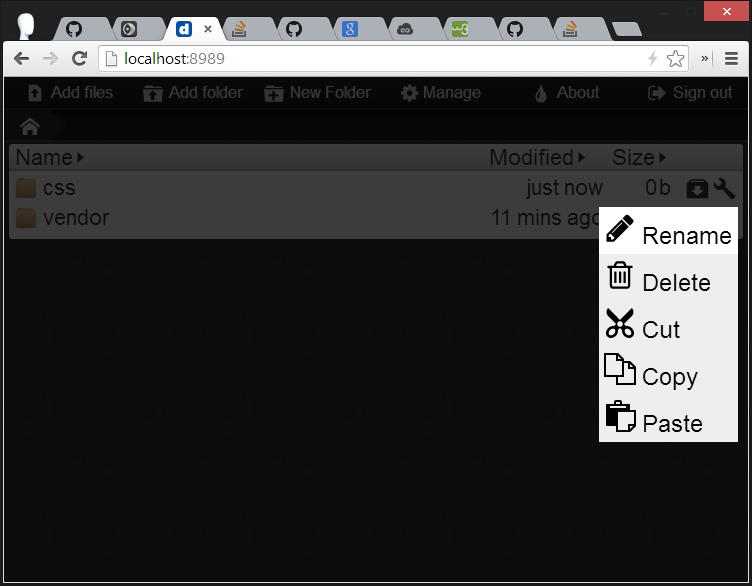 localhost:8989
»
Add files Add folder New Folder Manage About Sign out
Name Modified Size
css just now 0b
vendor 11 mins ago
Rename
Delete
Cut
Copy
Paste